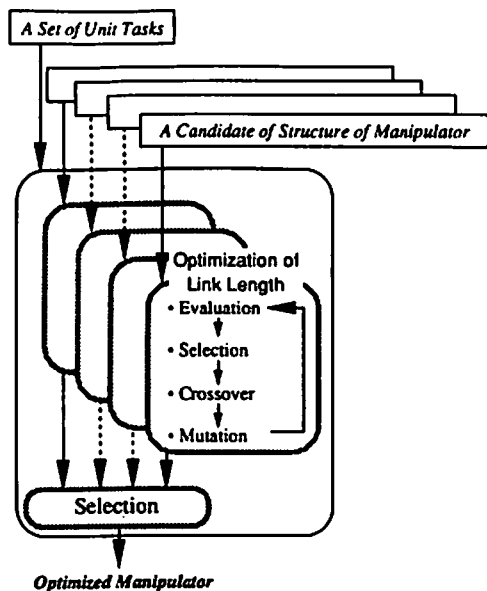 A Set of Unit Tasks
A Candidate of Structure of Manipulator
Optimization of
Link Length
• Evaluation
• Selection
• Crossover
• Mutation
Selection
Optimized Manipulator